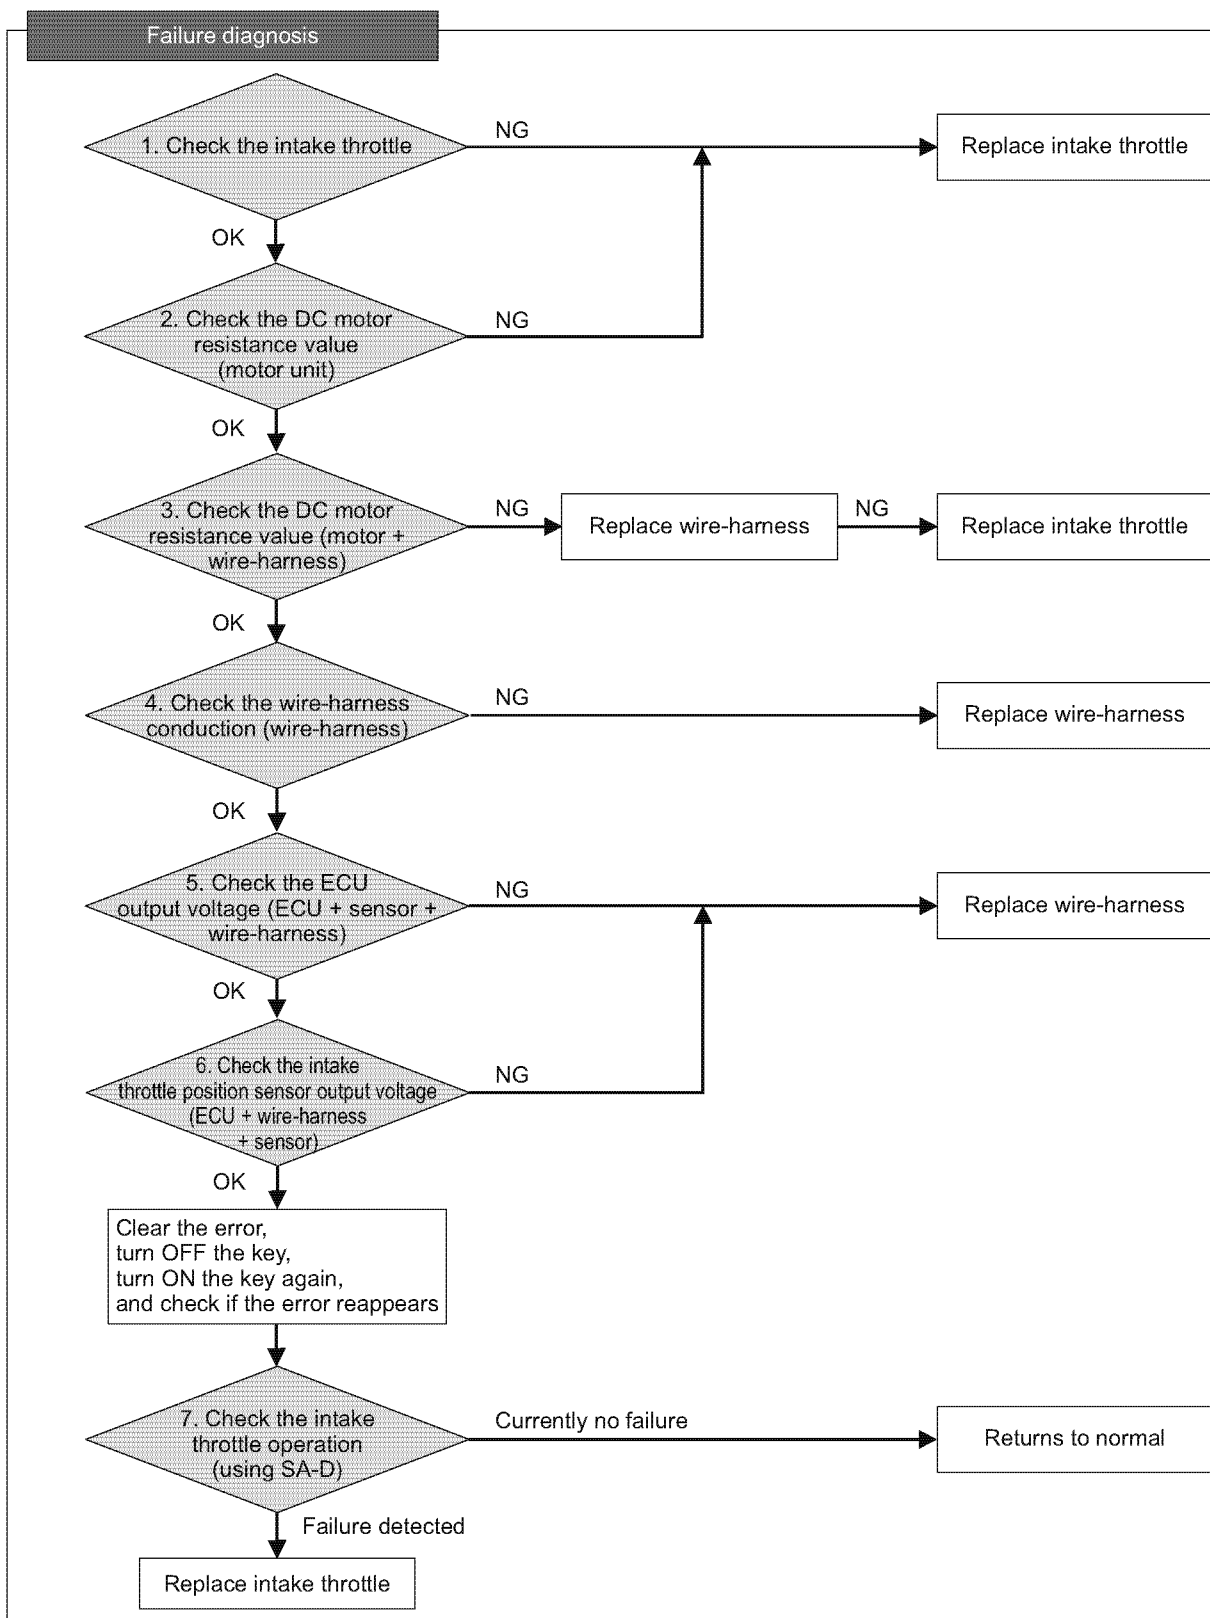 Failure diagnosis
1. Check the intake throttle
NG
Replace intake throttle
OK
2. Check the DC motor
resistance value
(motor unit)
NG
OK
3. Check the DC motor
resistance value (motor +
wire-harness)
NG
Replace wire-harness
NG
Replace intake throttle
OK
4. Check the wire-harness
conduction (wire-harness)
NG
Replace wire-harness
OK
5. Check the ECU
output voltage (ECU + sensor +
wire-harness)
NG
Replace wire-harness
OK
6. Check the intake
throttle position sensor output voltage
(ECU + wire-harness
+ sensor)
NG
OK
Clear the error,
turn OFF the key,
turn ON the key again,
and check if the error reappears
7. Check the intake
throttle operation
(using SA-D)
Currently no failure
Returns to normal
Failure detected
Replace intake throttle